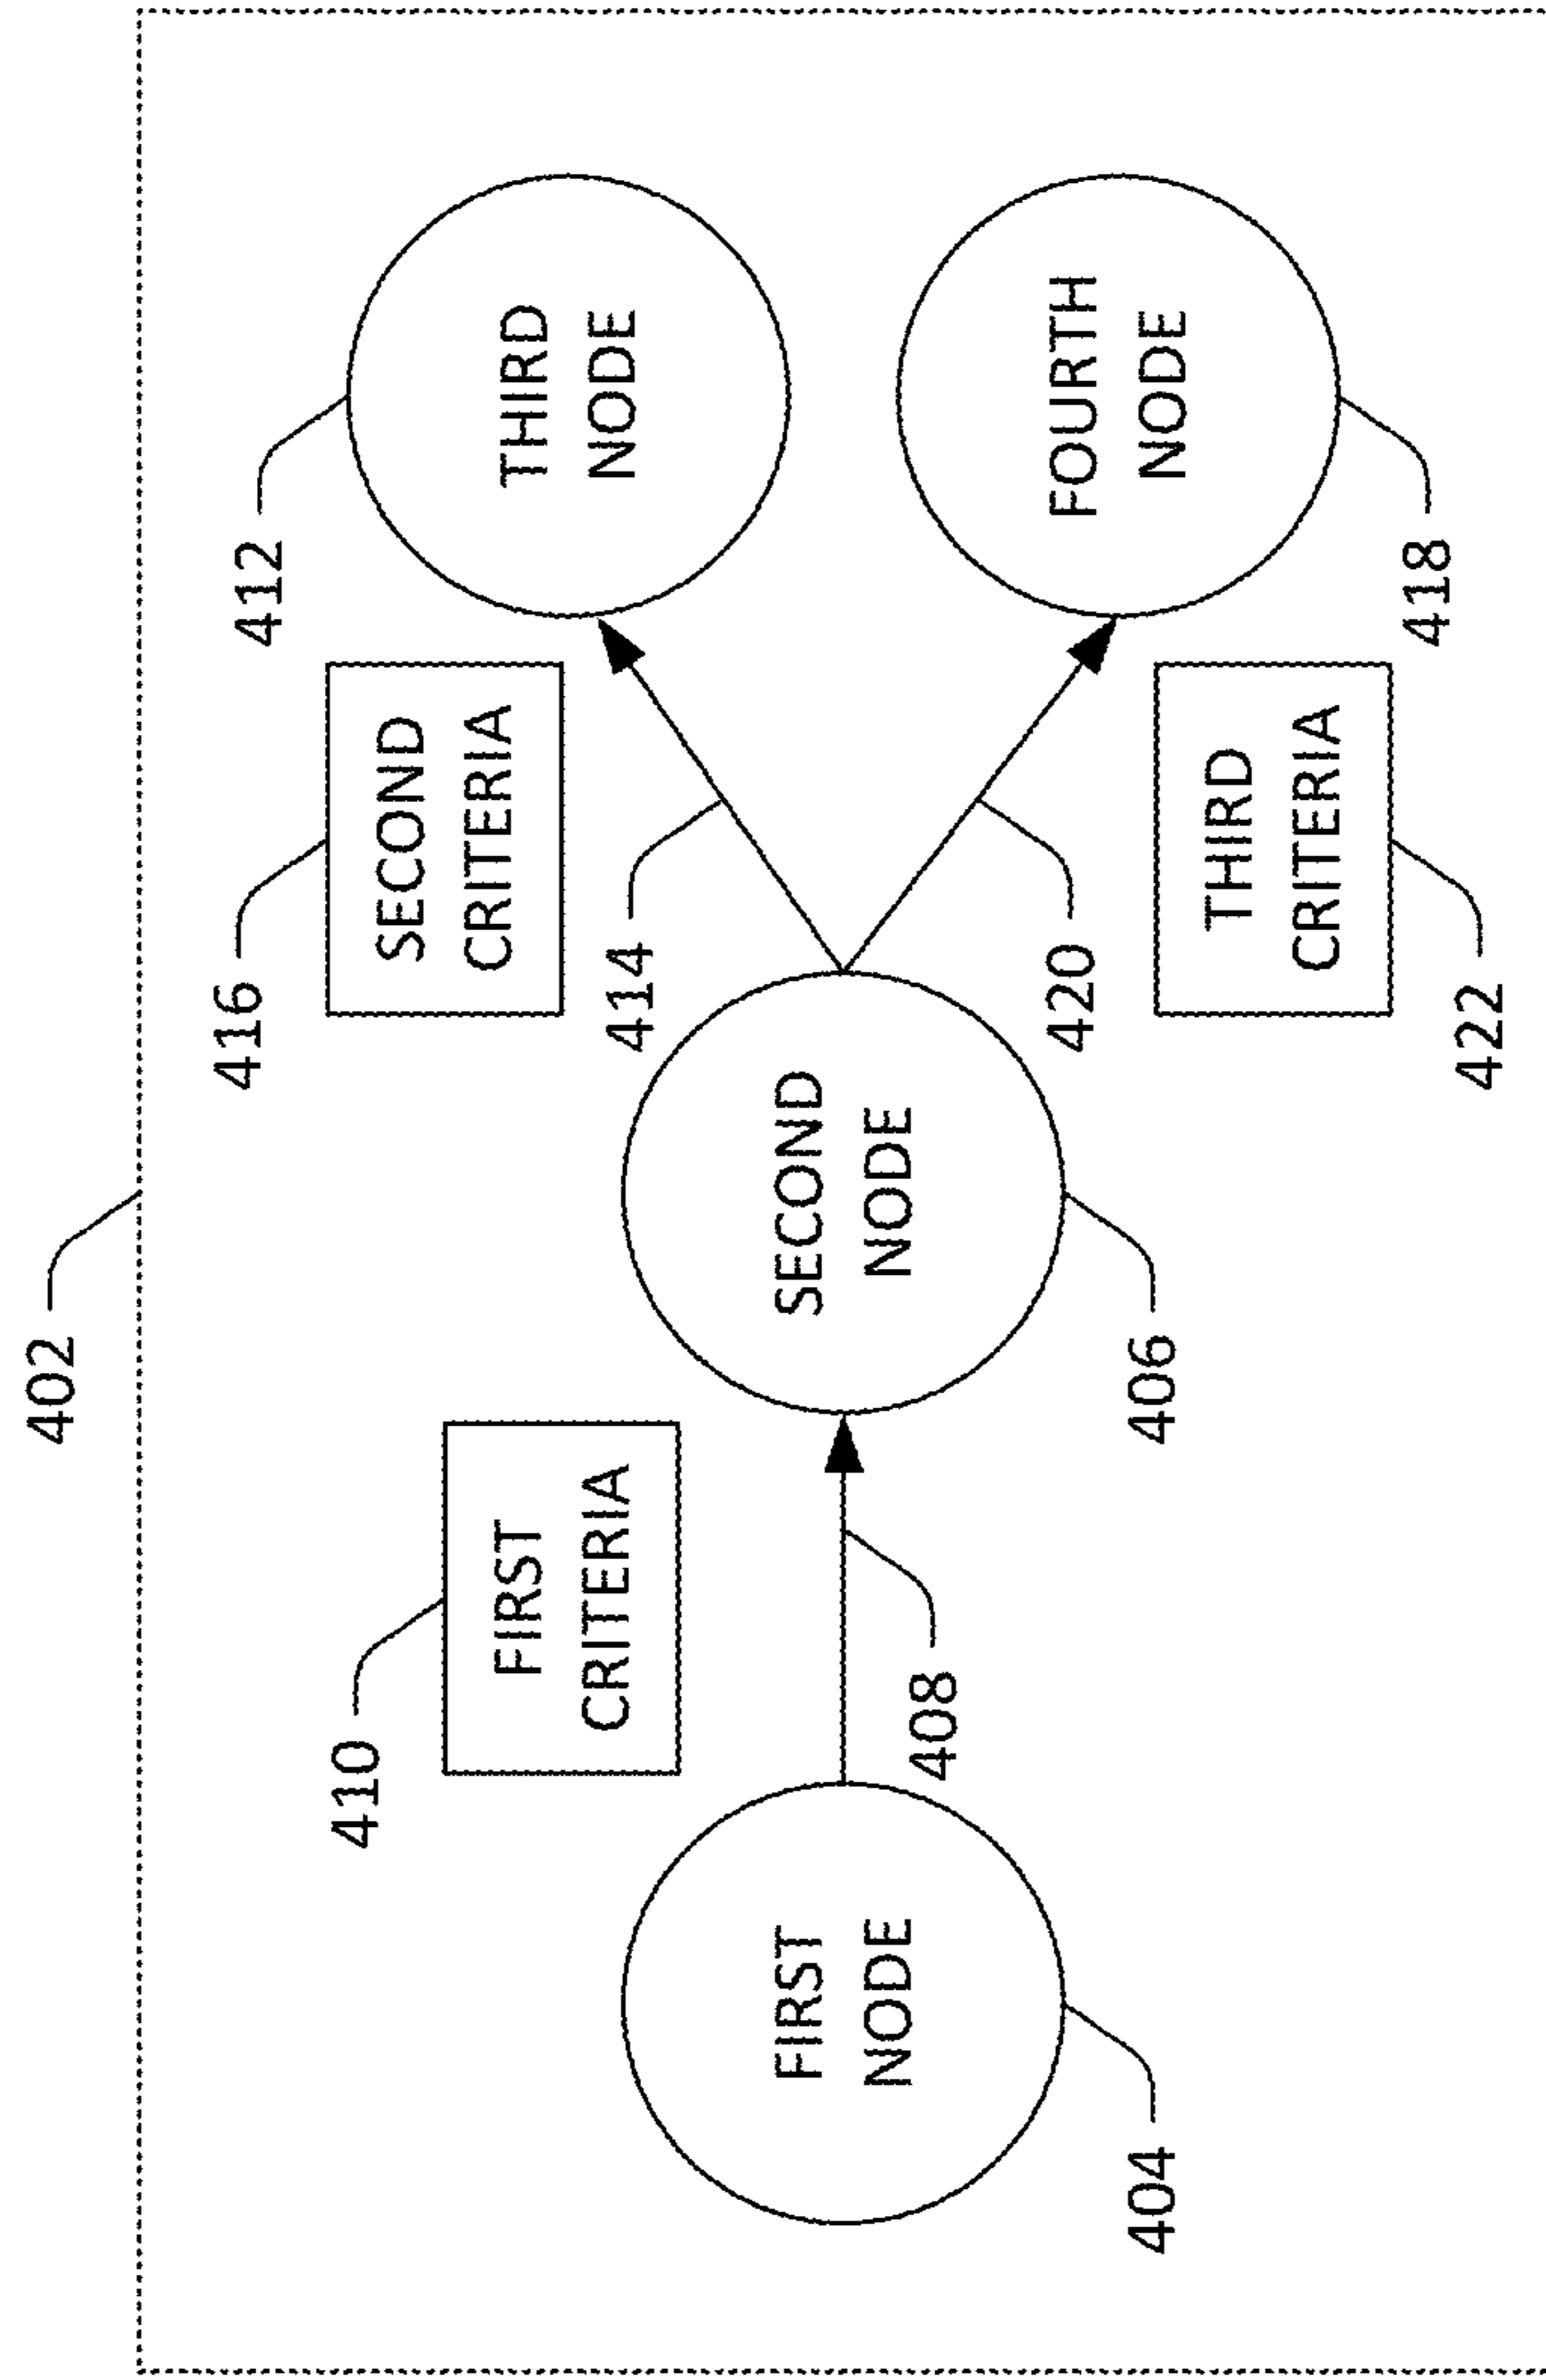 402
410
FIRST
CRITERIA
416
SECOND
CRITERIA
412
THIRD
NODE
414
FIRST
NODE
404
408
SECOND
NODE
406
420
THIRD
CRITERIA
422
FOURTH
NODE
418